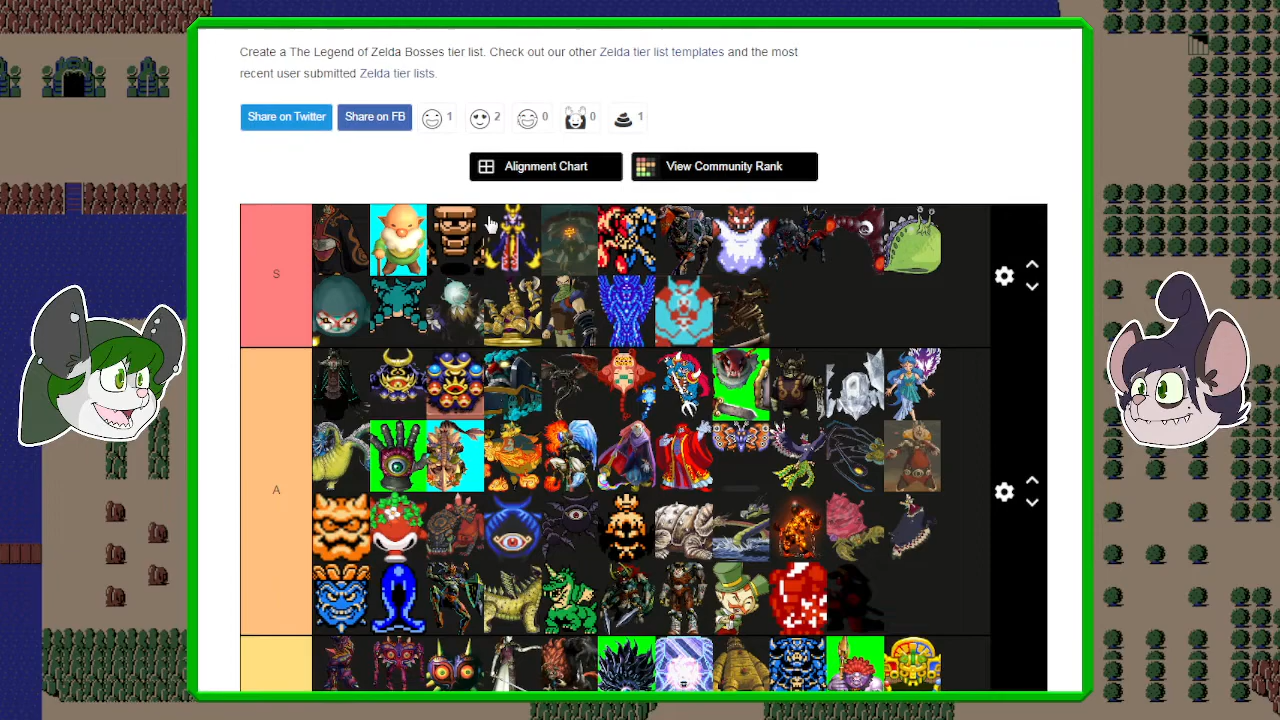 Create a The Legend of Zelda Bosses tier list. Check out our other Zelda tier list templates and the most
recent user submitted Zelda tier lists.
Share on Twitter Share on FB 1 2 0 0 1
Alignment Chart View Community Rank
S
A